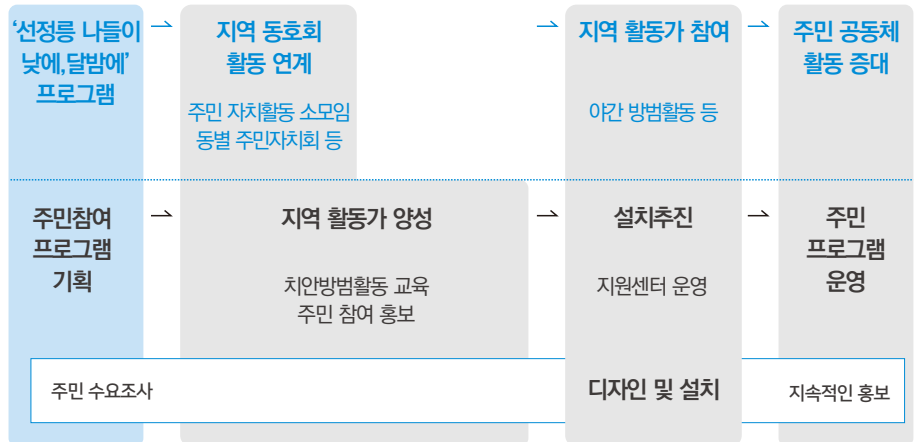 ‘선정릉 나들이
낮에,달밤에’
프로그램
→
지역 동호회
활동 연계
주민 자치활동 소모임
동별 주민자치회 등
→
지역 활동가 참여
야간 방범활동 등
→
주민 공동체
활동 증대
주민참여
프로그램
기획
→
지역 활동가 양성
치안방범활동 교육
주민 참여 홍보
→
설치추진
지원센터 운영
→
주민
프로그램
운영
주민 수요조사
디자인 및 설치
지속적인 홍보